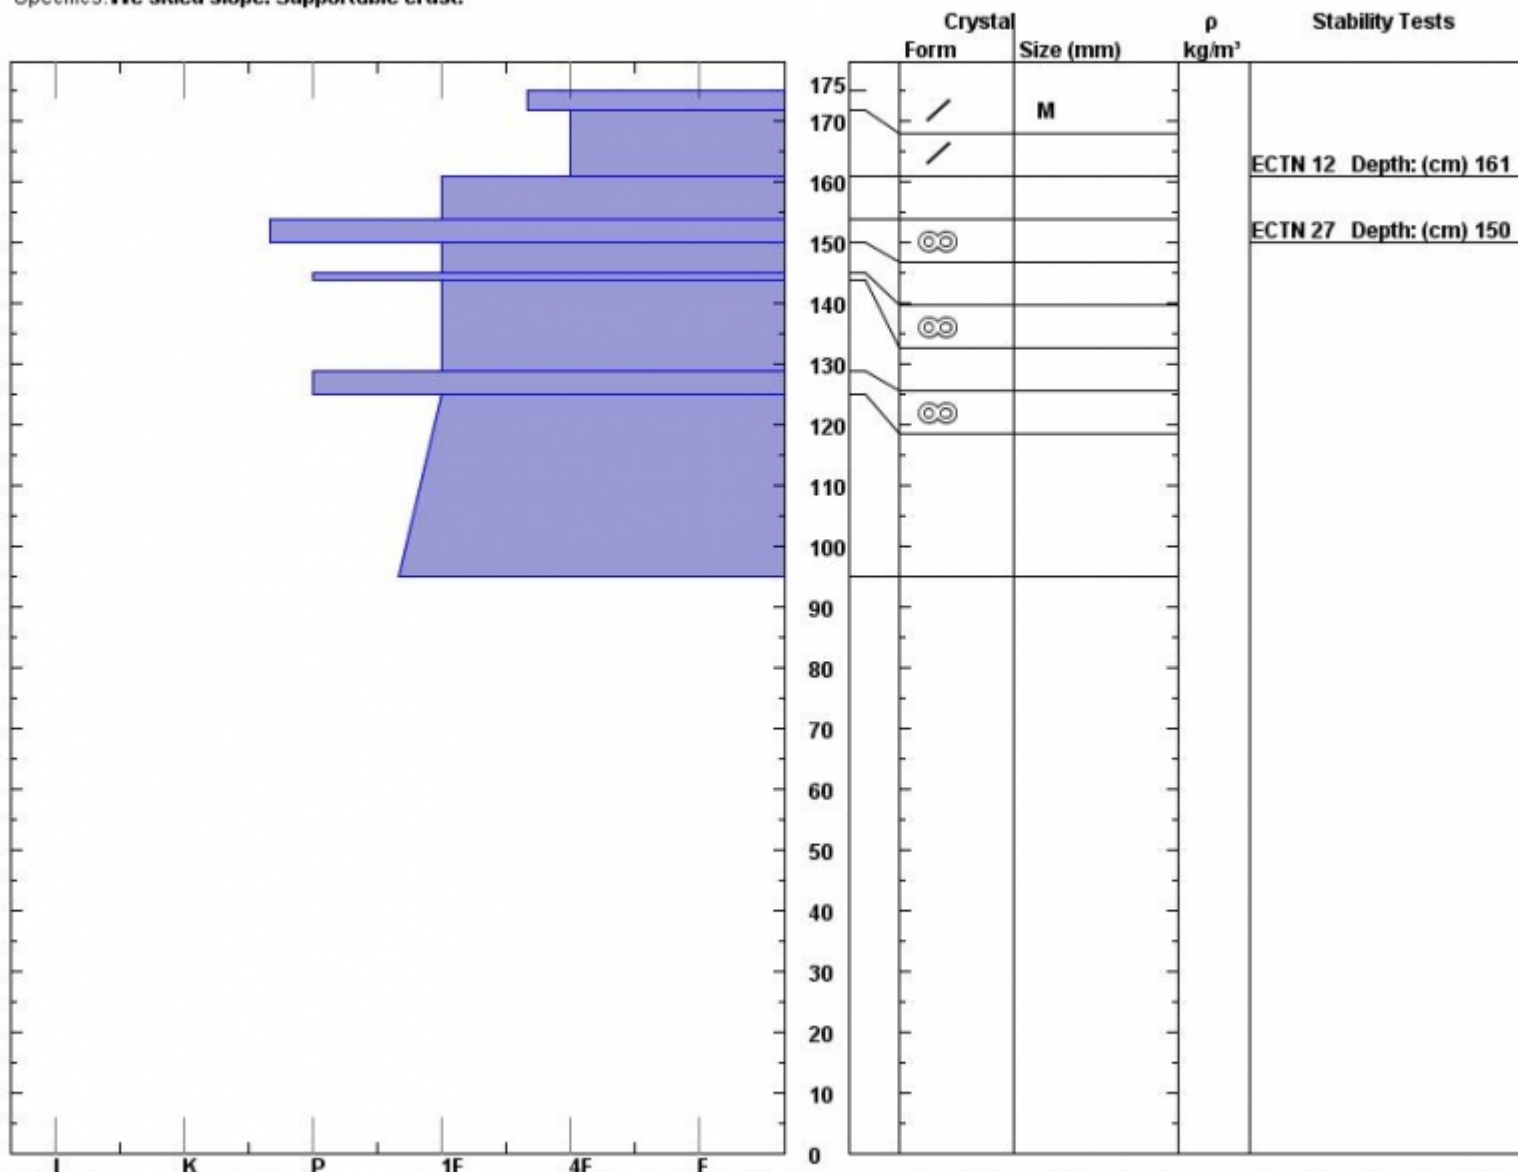 Specifics: We skied slope. Supportable crust.
Crystal ρ Stability Tests
Form Size (mm) kg/m³
175
170 M
160 ECTN 12 Depth: (cm) 161
150 ECTN 27 Depth: (cm) 150
140
130
120
110
100
90
80
70
60
50
40
30
20
10
0
I K P 1F 4F F